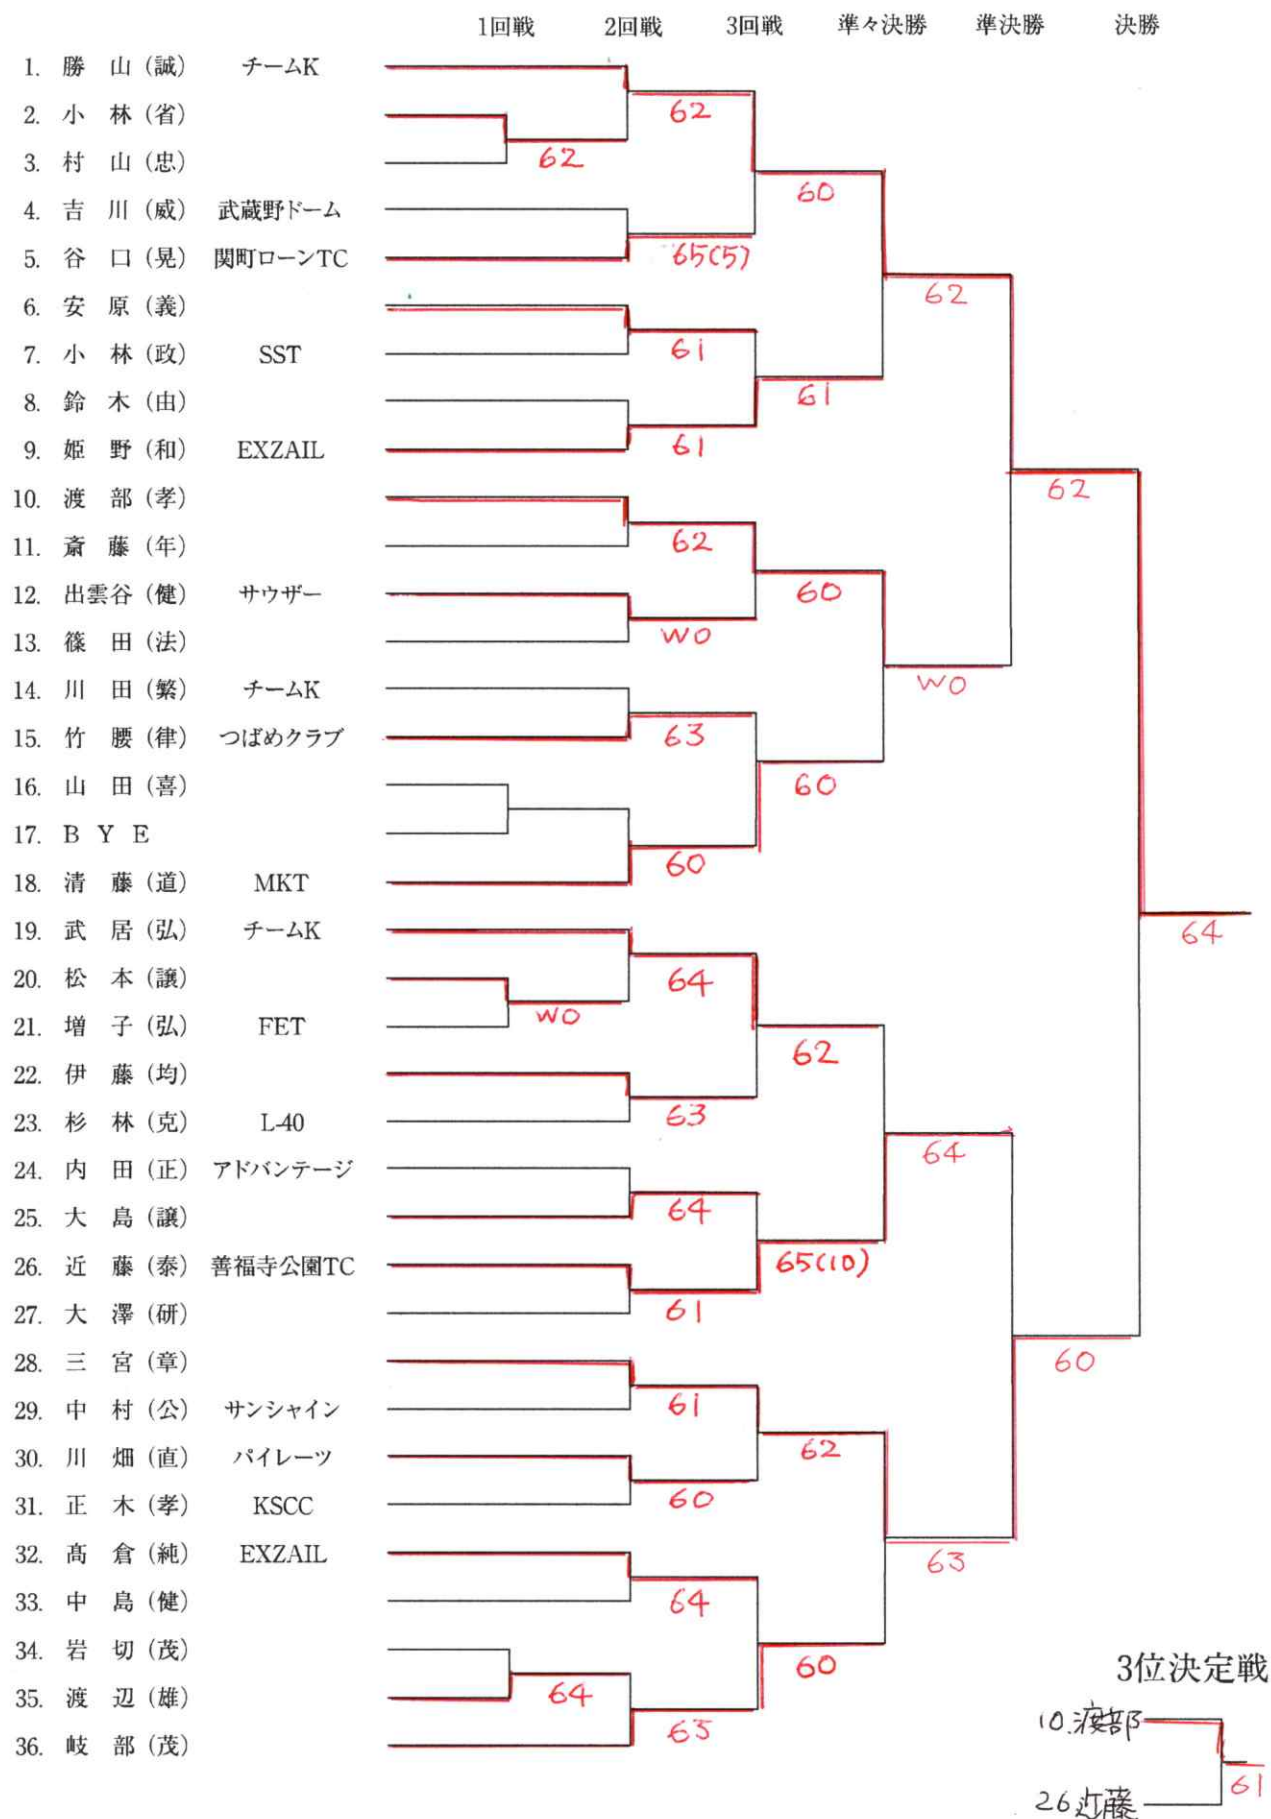 1回戦 2回戦 3回戦 準々決勝 準決勝 決勝
1. 勝 山（誠） チームK
62
2. 小 林（省）
62
3. 村 山（忠）
60
4. 吉 川（威） 武蔵野ドーム
65(5)
5. 谷 口（晃） 関町ローンTC
62
6. 安 原（義）
61
7. 小 林（政） SST
61
8. 鈴 木（由）
61
9. 姫 野（和） EXZAIL
62
10. 渡 部（孝）
62
11. 斎 藤（年）
60
12. 出雲谷（健） サウザー
WO
13. 篠 田（法）
WO
14. 川 田（繁） チームK
63
15. 竹 腰（律） つばめクラブ
60
16. 山 田（喜）
17. B Y E
60
18. 清 藤（道） MKT
64
19. 武 居（弘） チームK
64
20. 松 本（譲）
WO
21. 増 子（弘） FET
62
22. 伊 藤（均）
63
23. 杉 林（克） L-40
64
24. 内 田（正） アドバンテージ
64
25. 大 島（譲）
65(10)
26. 近 藤（泰） 善福寺公園TC
61
27. 大 澤（研）
60
28. 三 宮（章）
61
29. 中 村（公） サンシャイン
62
30. 川 畑（直） パイレーツ
60
31. 正 木（孝） KSCC
63
32. 髙 倉（純） EXZAIL
64
33. 中 島（健）
60
34. 岩 切（茂）
64
35. 渡 辺（雄）
63
36. 岐 部（茂）
3位決定戦
10.渡部
61
26近藤